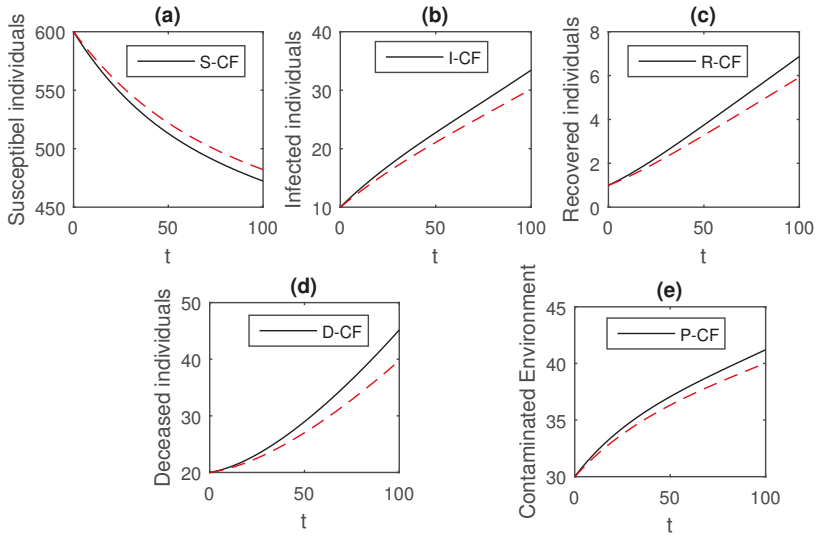 (a)
Susceptibel individuals
600
550
500
450
S-CF
0
50
100
t
(b)
Infected individuals
40
30
20
10
I-CF
0
50
100
t
(c)
Recovered individuals
8
6
4
2
0
R-CF
0
50
100
t
(d)
Deceased individuals
50
40
30
20
D-CF
0
50
100
t
(e)
Contaminated Environment
45
40
35
30
P-CF
0
50
100
t